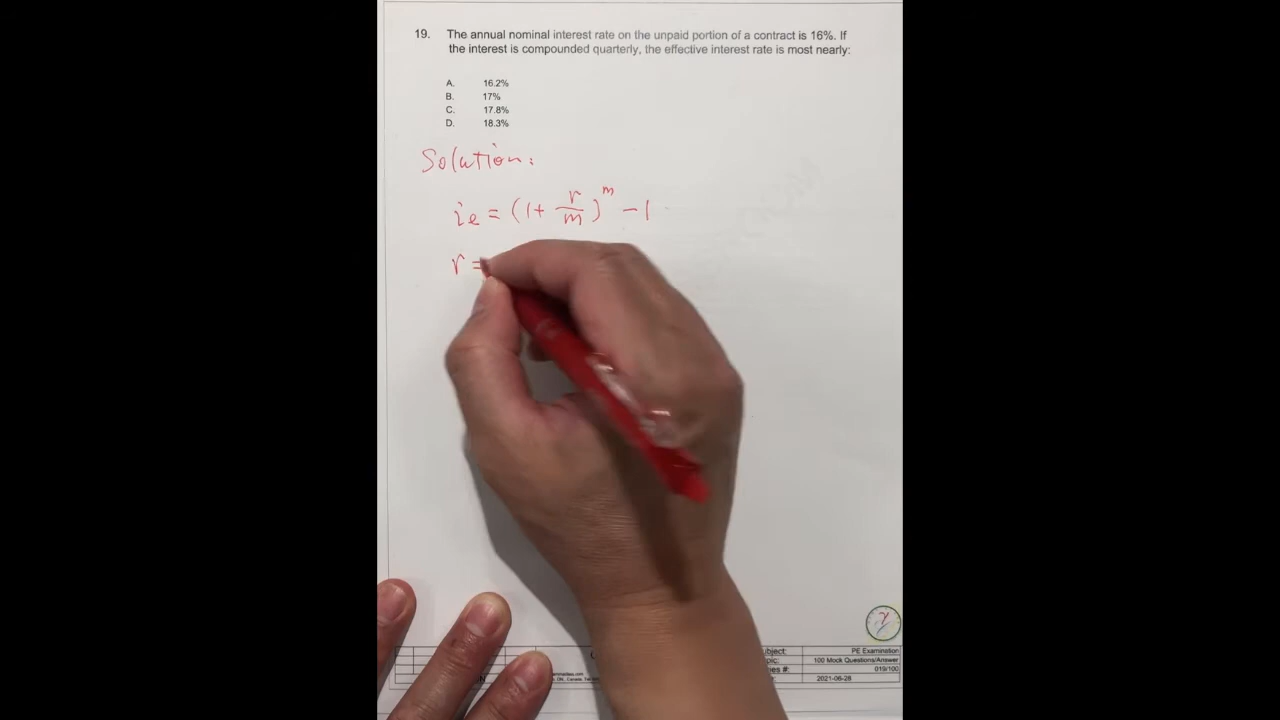 19. The annual nominal interest rate on the unpaid portion of a contract is 16%. If
the interest is compounded quarterly, the effective interest rate is most nearly:
A. 16.2%
B. 17%
C. 17.8%
D. 18.3%
Solution:
ie = (1+ r/m)^m - 1
r =
PE Examination
100 Mock Questions/Answer
#: 019/100
2021-06-28